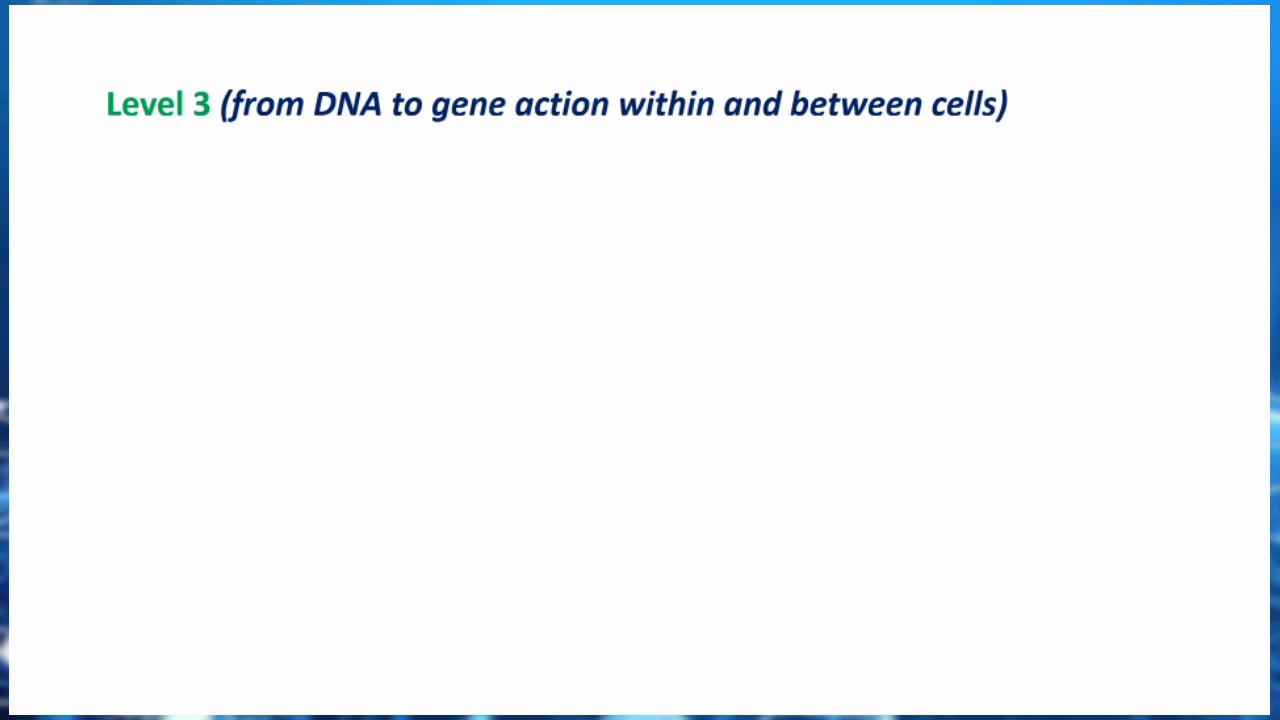 Level 3 (from DNA to gene action within and between cells)